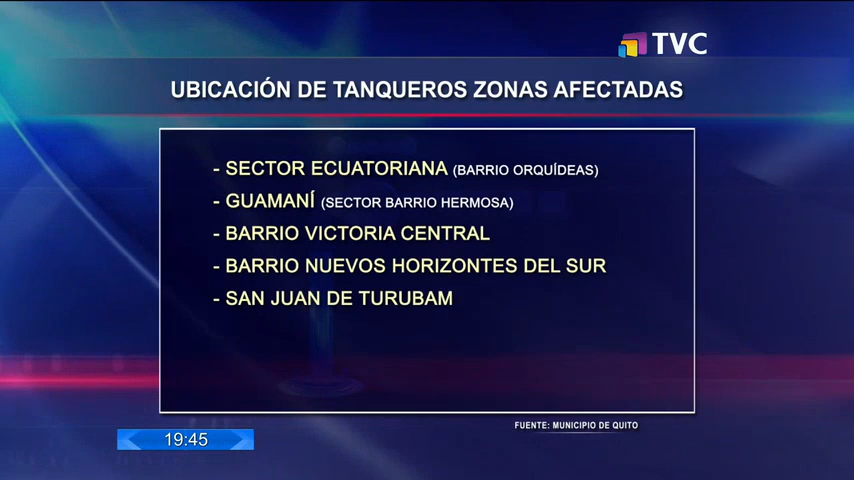 TVC
UBICACIÓN DE TANQUEROS ZONAS AFECTADAS
- SECTOR ECUATORIANA (BARRIO ORQUÍDEAS)
- GUAMANÍ (SECTOR BARRIO HERMOSA)
- BARRIO VICTORIA CENTRAL
- BARRIO NUEVOS HORIZONTES DEL SUR
- SAN JUAN DE TURUBAM
FUENTE: MUNICIPIO DE QUITO
19:45